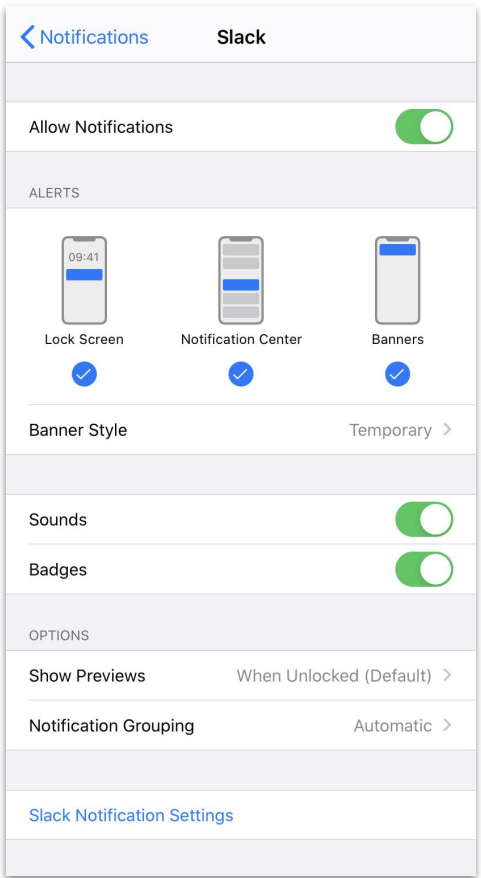 Notifications Slack
Allow Notifications
ALERTS
09:41
Lock Screen Notification Center Banners
Banner Style Temporary
Sounds
Badges
OPTIONS
Show Previews When Unlocked (Default)
Notification Grouping Automatic
Slack Notification Settings